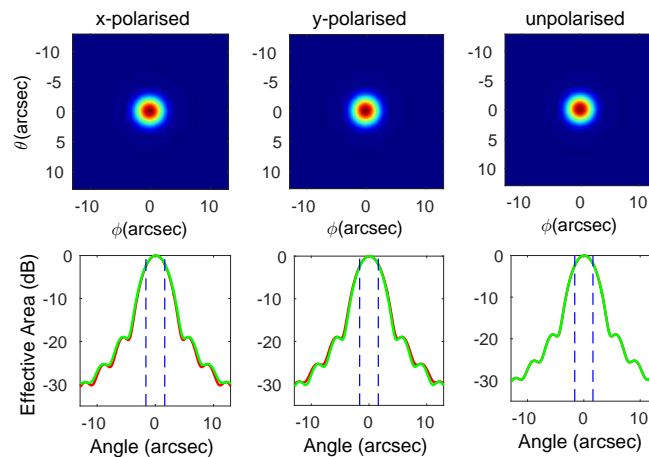 x-polarised y-polarised unpolarised
-10 -10 -10
-5 -5 -5
0 0 0
5 5 5
10 10 10
θ(arcsec)
-10 0 10 -10 0 10 -10 0 10
ϕ(arcsec) ϕ(arcsec) ϕ(arcsec)
0 0 0
-10 -10 -10
-20 -20 -20
-30 -30 -30
Effective Area (dB)
-10 0 10 -10 0 10 -10 0 10
Angle (arcsec) Angle (arcsec) Angle (arcsec)